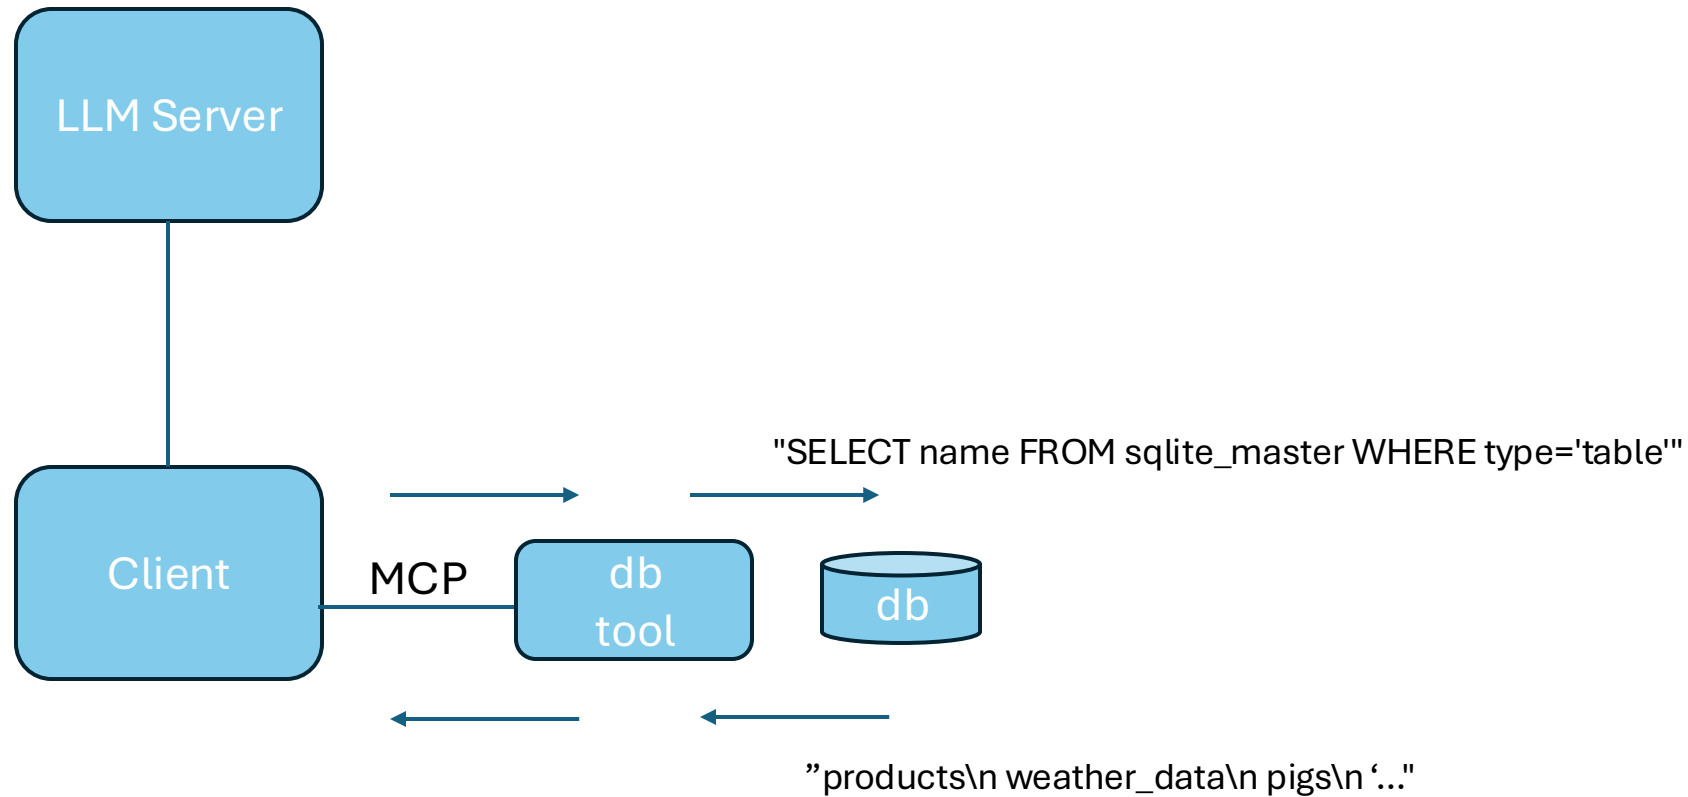 LLM Server
"SELECT name FROM sqlite_master WHERE type='table'"
Client
MCP
db
tool
db
”products\n weather_data\n pigs\n ‘..."